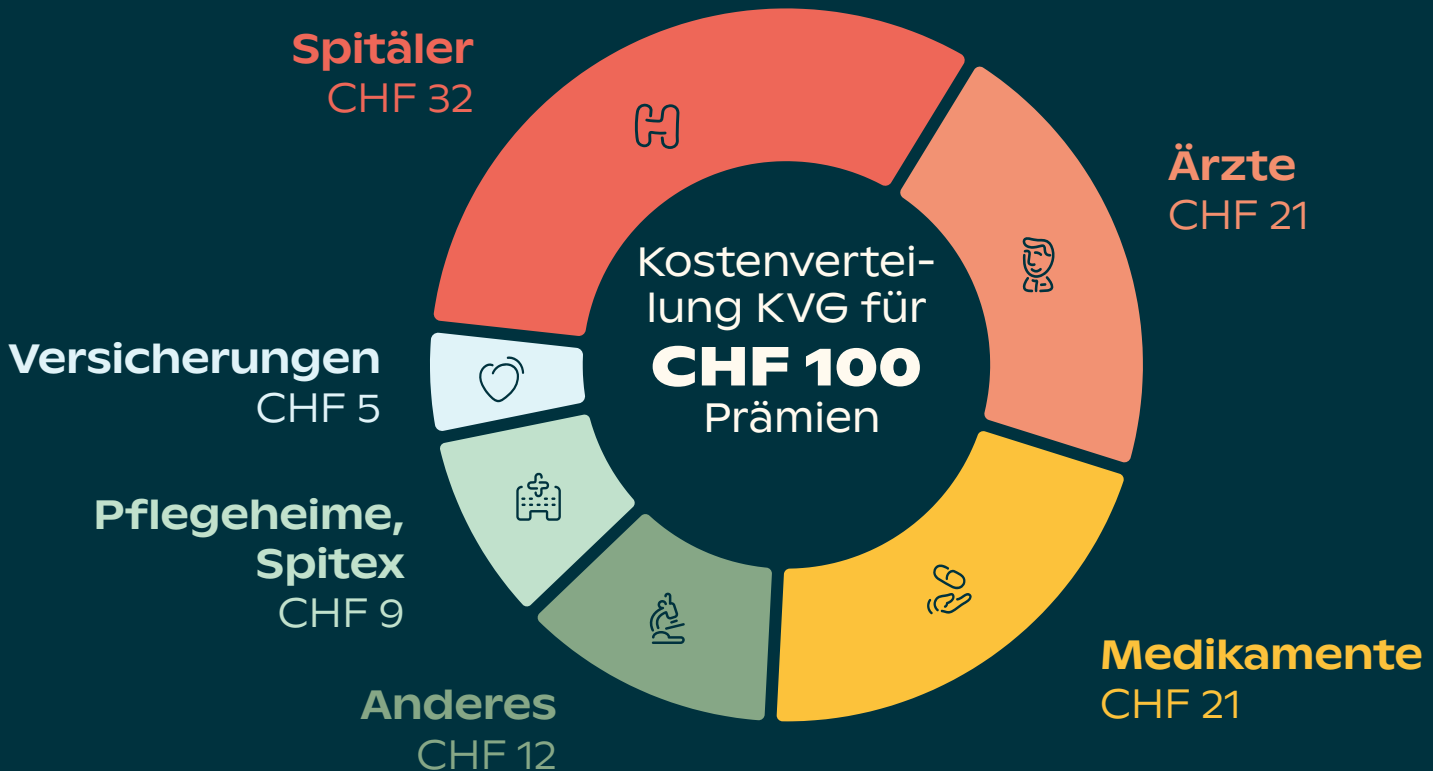 Spitäler
CHF 32
Ärzte
CHF 21
Kostenvertei-
lung KVG für
CHF 100
Prämien
Versicherungen
CHF 5
Pflegeheime,
Spitex
CHF 9
Medikamente
CHF 21
Anderes
CHF 12